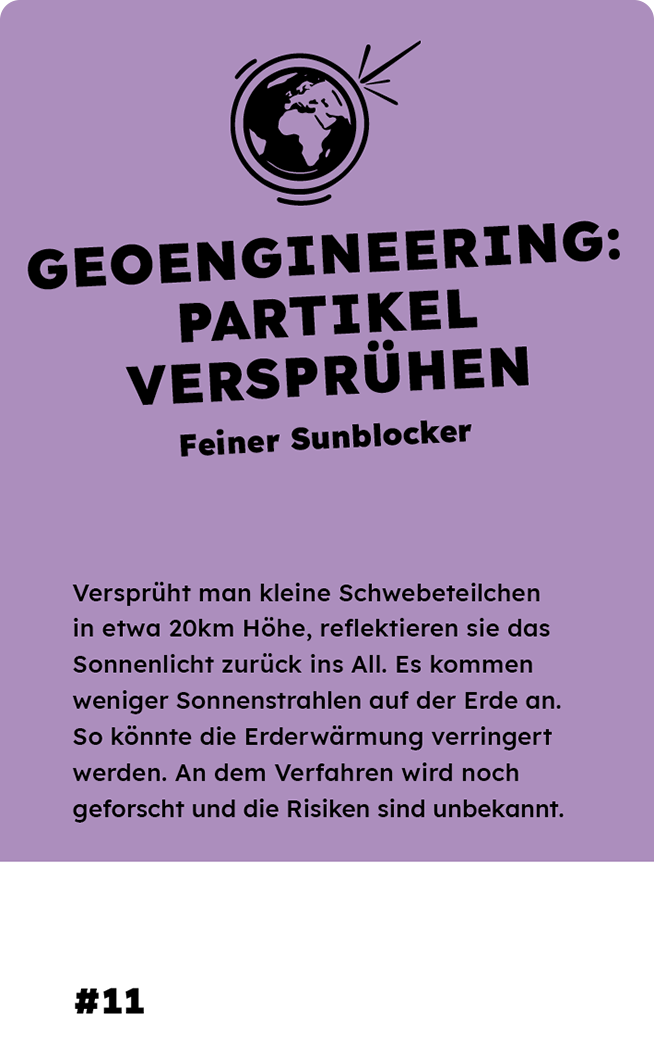 GEOENGINEERING:
PARTIKEL
VERSPRÜHEN
Feiner Sunblocker
Versprüht man kleine Schwebeteilchen
in etwa 20km Höhe, reflektieren sie das
Sonnenlicht zurück ins All. Es kommen
weniger Sonnenstrahlen auf der Erde an.
So könnte die Erderwärmung verringert
werden. An dem Verfahren wird noch
geforscht und die Risiken sind unbekannt.
#11